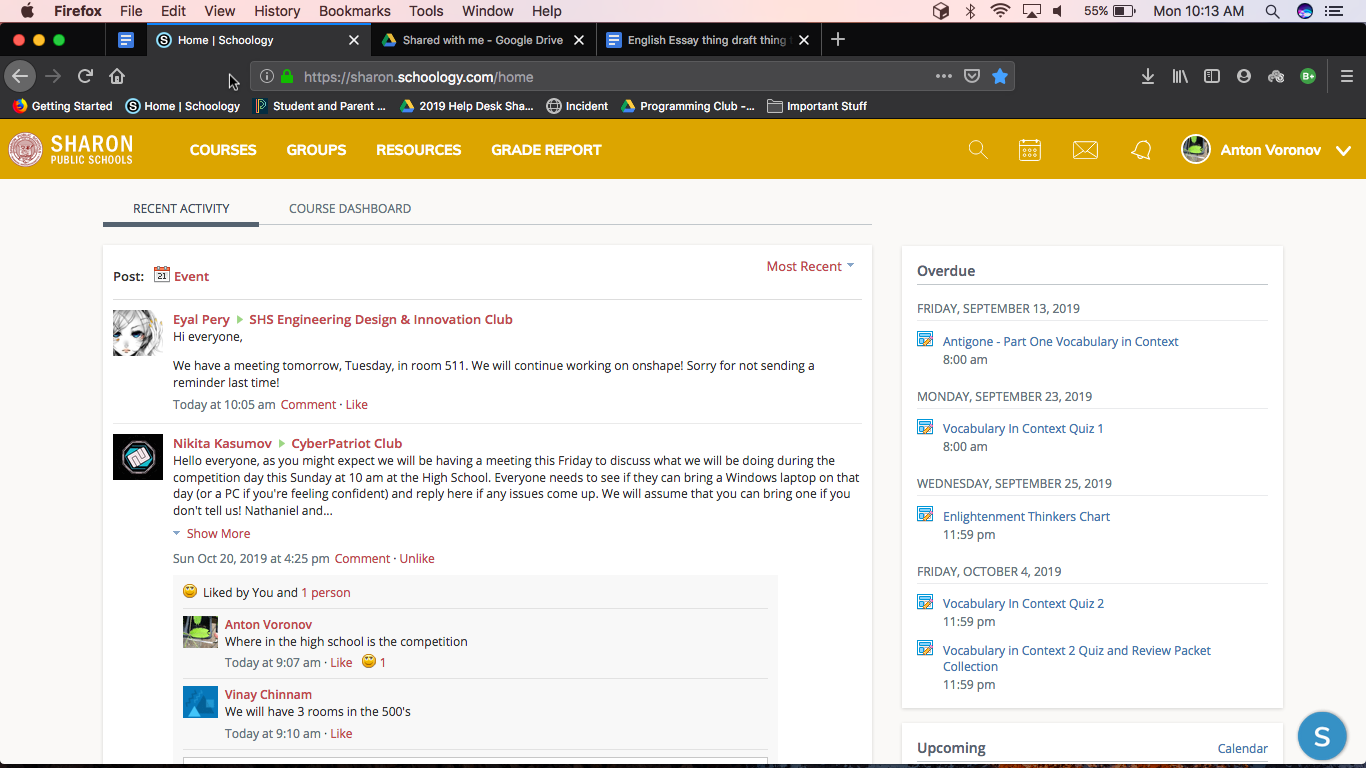 Firefox File Edit View History Bookmarks Tools Window Help 55% Mon 10:13 AM
Home | Schoology Shared with me - Google Drive English Essay thing draft thing
https://sharon.schoology.com/home
Getting Started Home | Schoology Student and Parent ... 2019 Help Desk Sha... Incident Programming Club -... Important Stuff
SHARON
PUBLIC SCHOOLS
COURSES GROUPS RESOURCES GRADE REPORT Anton Voronov
RECENT ACTIVITY COURSE DASHBOARD
Post: 21 Event Most Recent
Eyal Pery SHS Engineering Design & Innovation Club
Hi everyone,
We have a meeting tomorrow, Tuesday, in room 511. We will continue working on onshape! Sorry for not sending a
reminder last time!
Today at 10:05 am Comment · Like
Nikita Kasumov CyberPatriot Club
Hello everyone, as you might expect we will be having a meeting this Friday to discuss what we will be doing during the
competition day this Sunday at 10 am at the High School. Everyone needs to see if they can bring a Windows laptop on that
day (or a PC if you're feeling confident) and reply here if any issues come up. We will assume that you can bring one if you
don't tell us! Nathaniel and...
Show More
Sun Oct 20, 2019 at 4:25 pm Comment · Unlike
Liked by You and 1 person
Anton Voronov
Where in the high school is the competition
Today at 9:07 am · Like 1
Vinay Chinnam
We will have 3 rooms in the 500's
Today at 9:10 am · Like
Overdue
FRIDAY, SEPTEMBER 13, 2019
Antigone - Part One Vocabulary in Context
8:00 am
MONDAY, SEPTEMBER 23, 2019
Vocabulary In Context Quiz 1
8:00 am
WEDNESDAY, SEPTEMBER 25, 2019
Enlightenment Thinkers Chart
11:59 pm
FRIDAY, OCTOBER 4, 2019
Vocabulary In Context Quiz 2
11:59 pm
Vocabulary in Context 2 Quiz and Review Packet
Collection
11:59 pm
Upcoming Calendar
S